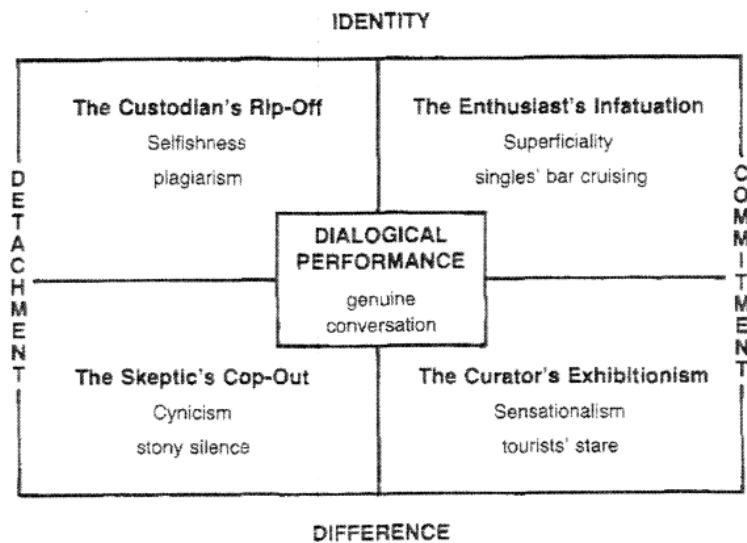 IDENTITY
The Custodian's Rip-Off
Selfishness
plagiarism
The Enthusiast's Infatuation
Superficiality
singles' bar cruising
DETACHMENT
DIALOGICAL
PERFORMANCE
genuine
conversation
COMMITMENT
The Skeptic's Cop-Out
Cynicism
stony silence
The Curator's Exhibitionism
Sensationalism
tourists' stare
DIFFERENCE